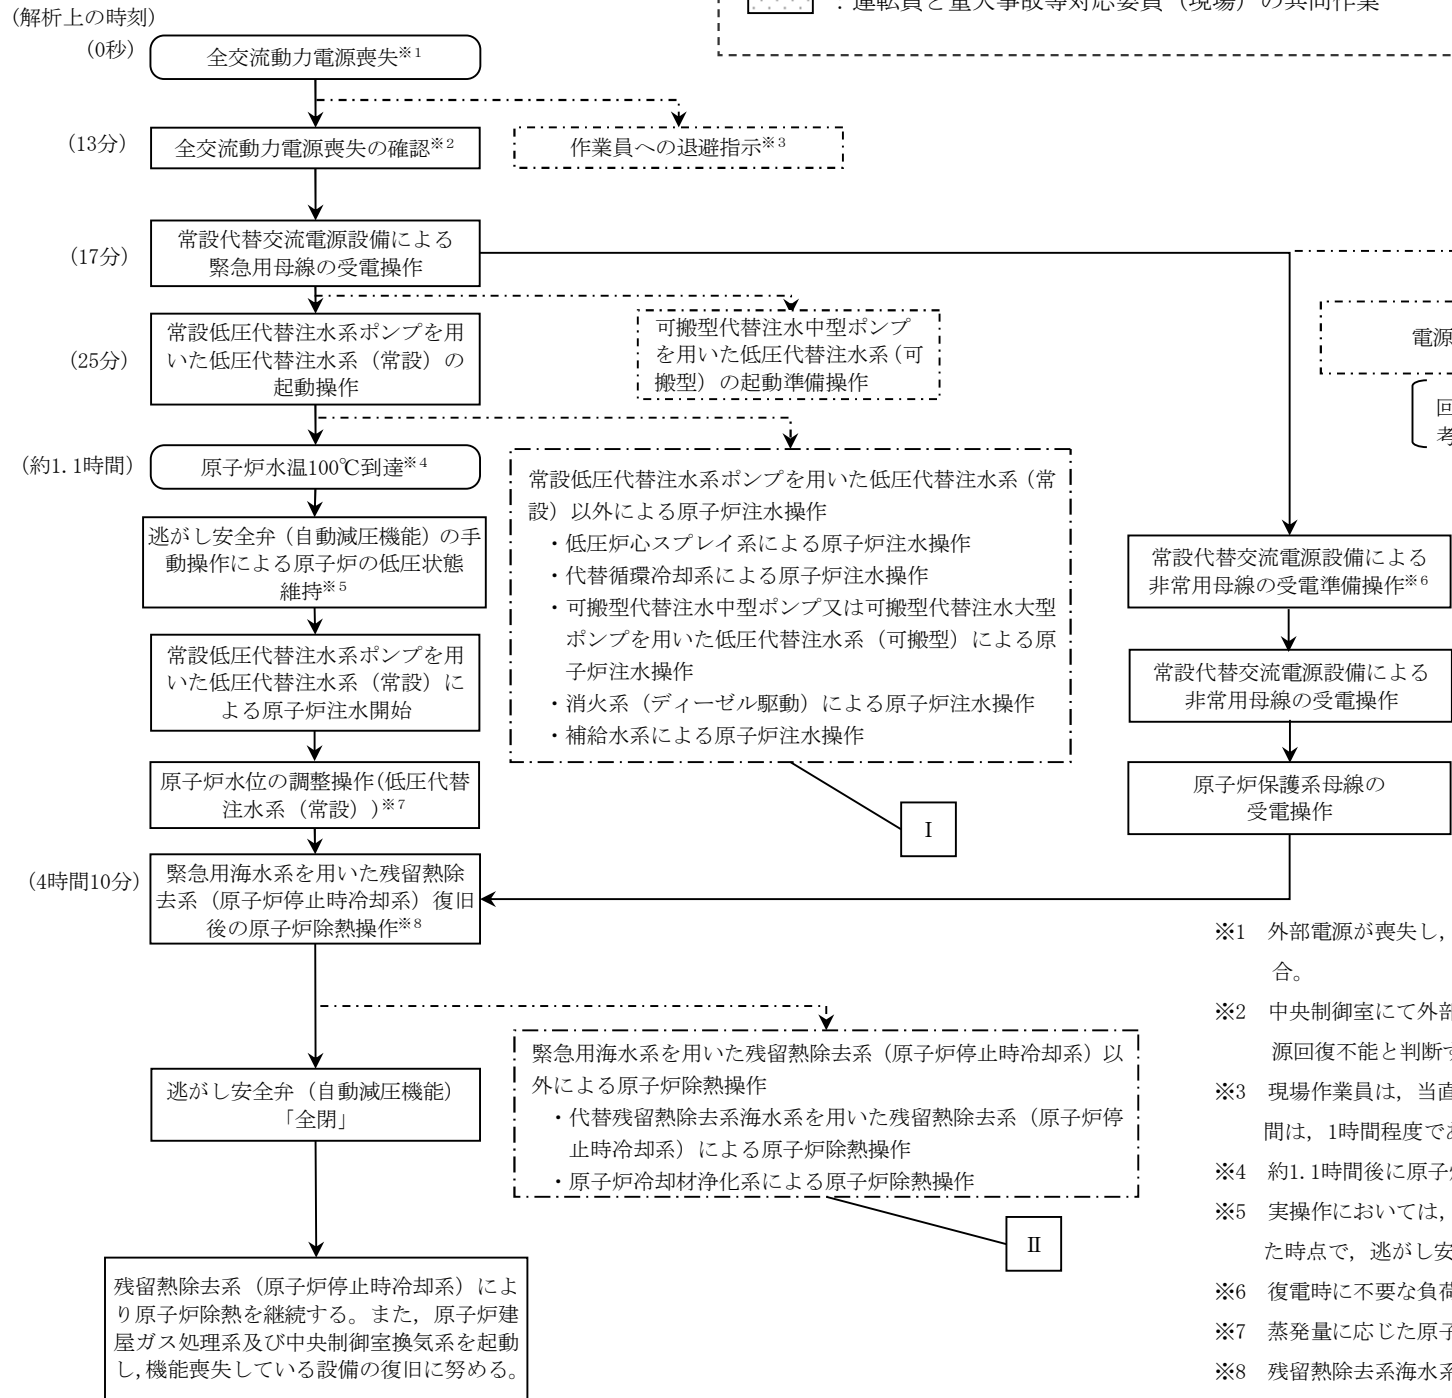 ：運転員と重大事故等対応要員（現場）の共同作業
(解析上の時刻)
(0秒)
全交流動力電源喪失※1
(13分)
全交流動力電源喪失の確認※2
作業員への退避指示※3
(17分)
常設代替交流電源設備による
緊急用母線の受電操作
(25分)
常設低圧代替注水系ポンプを用
いた低圧代替注水系（常設）の
起動操作
可搬型代替注水中型ポンプ
を用いた低圧代替注水系（可
搬型）の起動準備操作
電源
(約1.1時間)
原子炉水温100℃到達※4
逃がし安全弁（自動減圧機能）の手
動操作による原子炉の低圧状態
維持※5
常設低圧代替注水系ポンプを用
いた低圧代替注水系（常設）に
よる原子炉注水開始
原子炉水位の調整操作（低圧代替
注水系（常設））※7
(4時間10分)
緊急用海水系を用いた残留熱除
去系（原子炉停止時冷却系）復旧
後の原子炉除熱操作※8
常設低圧代替注水系ポンプを用いた低圧代替注水系（常
設）以外による原子炉注水操作
・低圧炉心スプレイ系による原子炉注水操作
・代替循環冷却系による原子炉注水操作
・可搬型代替注水中型ポンプ又は可搬型代替注水大型
ポンプを用いた低圧代替注水系（可搬型）による原
子炉注水操作
・消火系（ディーゼル駆動）による原子炉注水操作
・補給水系による原子炉注水操作
Ⅰ
常設代替交流電源設備による
非常用母線の受電準備操作※6
常設代替交流電源設備による
非常用母線の受電操作
原子炉保護系母線の
受電操作
逃がし安全弁（自動減圧機能）
「全閉」
緊急用海水系を用いた残留熱除去系（原子炉停止時冷却系）以
外による原子炉除熱操作
・代替残留熱除去系海水系を用いた残留熱除去系（原子炉停
止時冷却系）による原子炉除熱操作
・原子炉冷却材浄化系による原子炉除熱操作
Ⅱ
残留熱除去系（原子炉停止時冷却系）によ
り原子炉除熱を継続する。また，原子炉建
屋ガス処理系及び中央制御室換気系を起動
し，機能喪失している設備の復旧に努める。
※1 外部電源が喪失し，
合。
※2 中央制御室にて外部
源回復不能と判断す
※3 現場作業員は，当直
間は，1時間程度であ
※4 約1.1時間後に原子炉
※5 実操作においては，
た時点で，逃がし安
※6 復電時に不要な負荷
※7 蒸発量に応じた原子
※8 残留熱除去系海水系